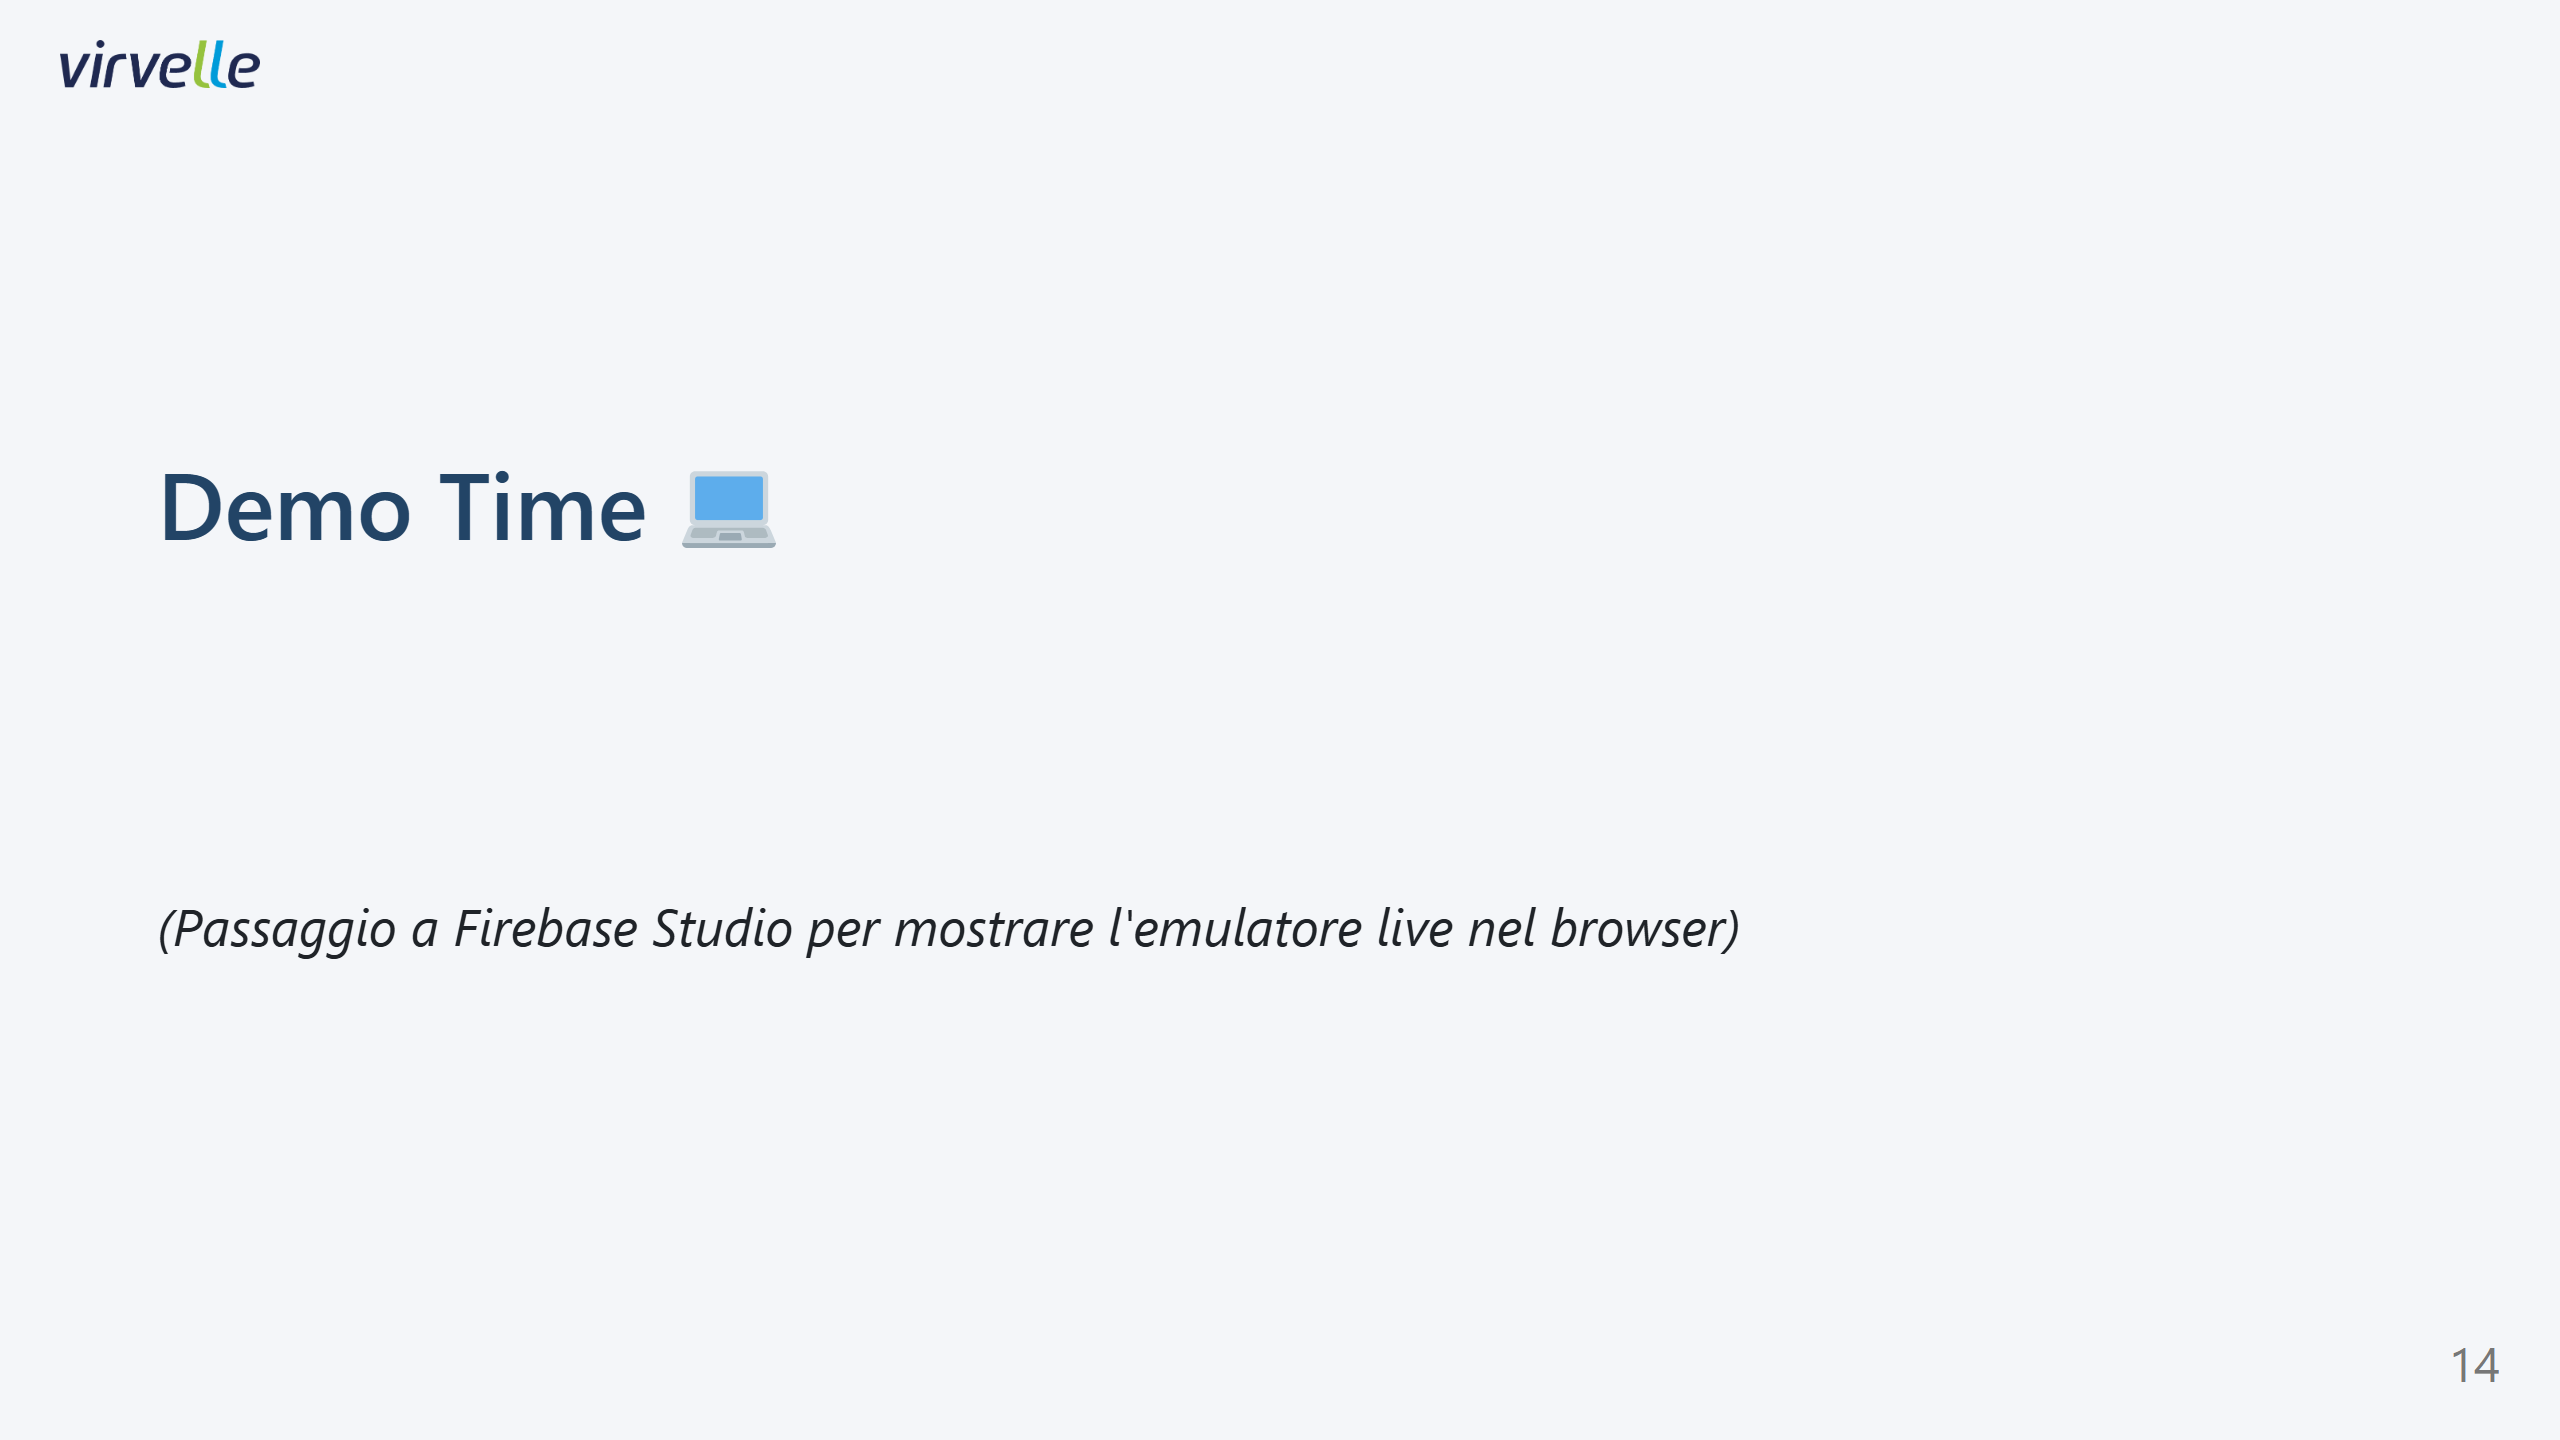 virvelle
Demo Time 💻
(Passaggio a Firebase Studio per mostrare l'emulatore live nel browser)
14